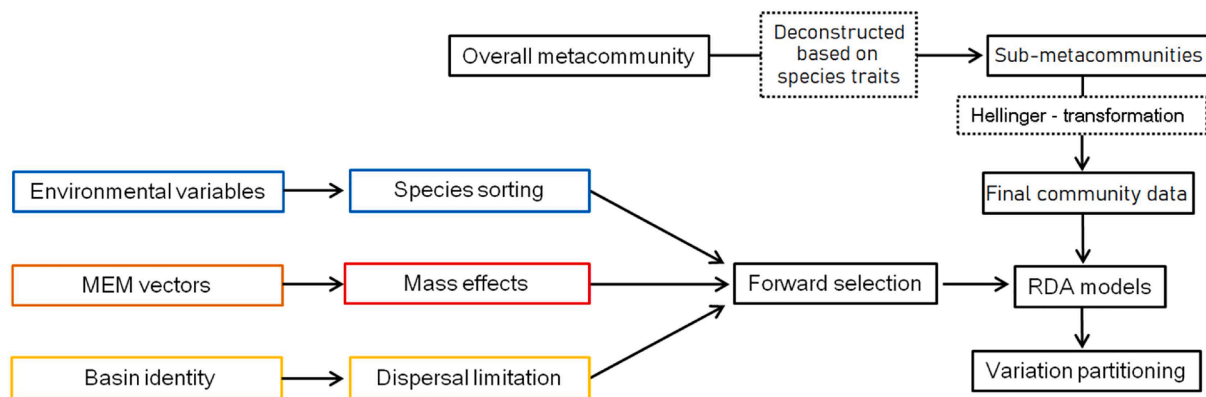 Overall metacommunity
Deconstructed
based on
species traits
Sub-metacommunities
Hellinger - transformation
Environmental variables
Species sorting
Final community data
MEM vectors
Mass effects
Forward selection
RDA models
Basin identity
Dispersal limitation
Variation partitioning